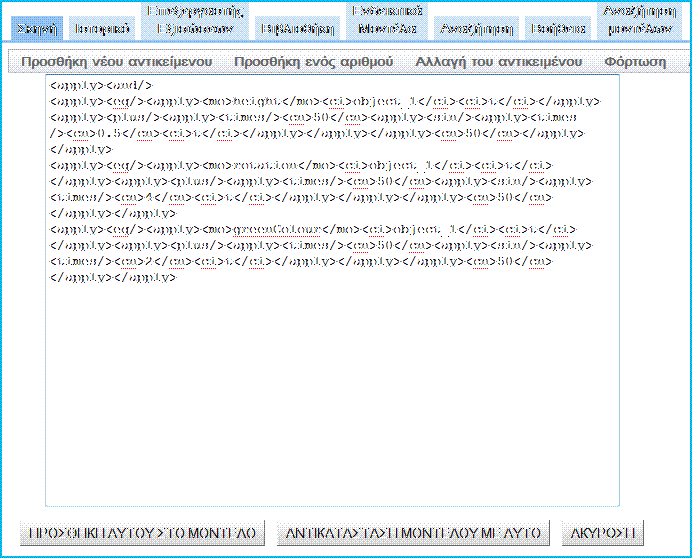 Σκηνή Ιστορικό Επεξεργαστής Εξισώσεων Βιβλιοθήκη Ενδεικτικά Μοντέλα Αναζήτηση Βοήθεια Αναζήτηση μοντέλων
Προσθήκη νέου αντικείμενου Προσθήκη ενός αριθμού Αλλαγή του αντικειμένου Φόρτωση
<apply><and/>
<apply><eq/><apply><mo>height</mo><ci>object_1</ci><ci>t</ci></apply>
<apply><plus/><apply><times/><cn>50</cn><apply><sin/><apply><times
/><cn>0.5</cn><ci>t</ci></apply></apply></apply><cn>50</cn></apply>
</apply>
<apply><eq/><apply><mo>rotation</mo><ci>object_1</ci><ci>t</ci>
</apply><apply><plus/><apply><times/><cn>50</cn><apply><sin/><apply>
<times/><cn>4</cn><ci>t</ci></apply></apply></apply><cn>50</cn>
</apply></apply>
<apply><eq/><apply><mo>greenColour</mo><ci>object_1</ci><ci>t</ci>
</apply><apply><plus/><apply><times/><cn>50</cn><apply><sin/><apply>
<times/><cn>2</cn><ci>t</ci></apply></apply></apply><cn>50</cn>
</apply></apply>
ΠΡΟΣΘΗΚΗ ΑΥΤΟΥ ΣΤΟ ΜΟΝΤΕΛΟ ΑΝΤΙΚΑΤΑΣΤΑΣΗ ΜΟΝΤΕΛΟΥ ΜΕ ΑΥΤΟ ΑΚΥΡΩΣΗ